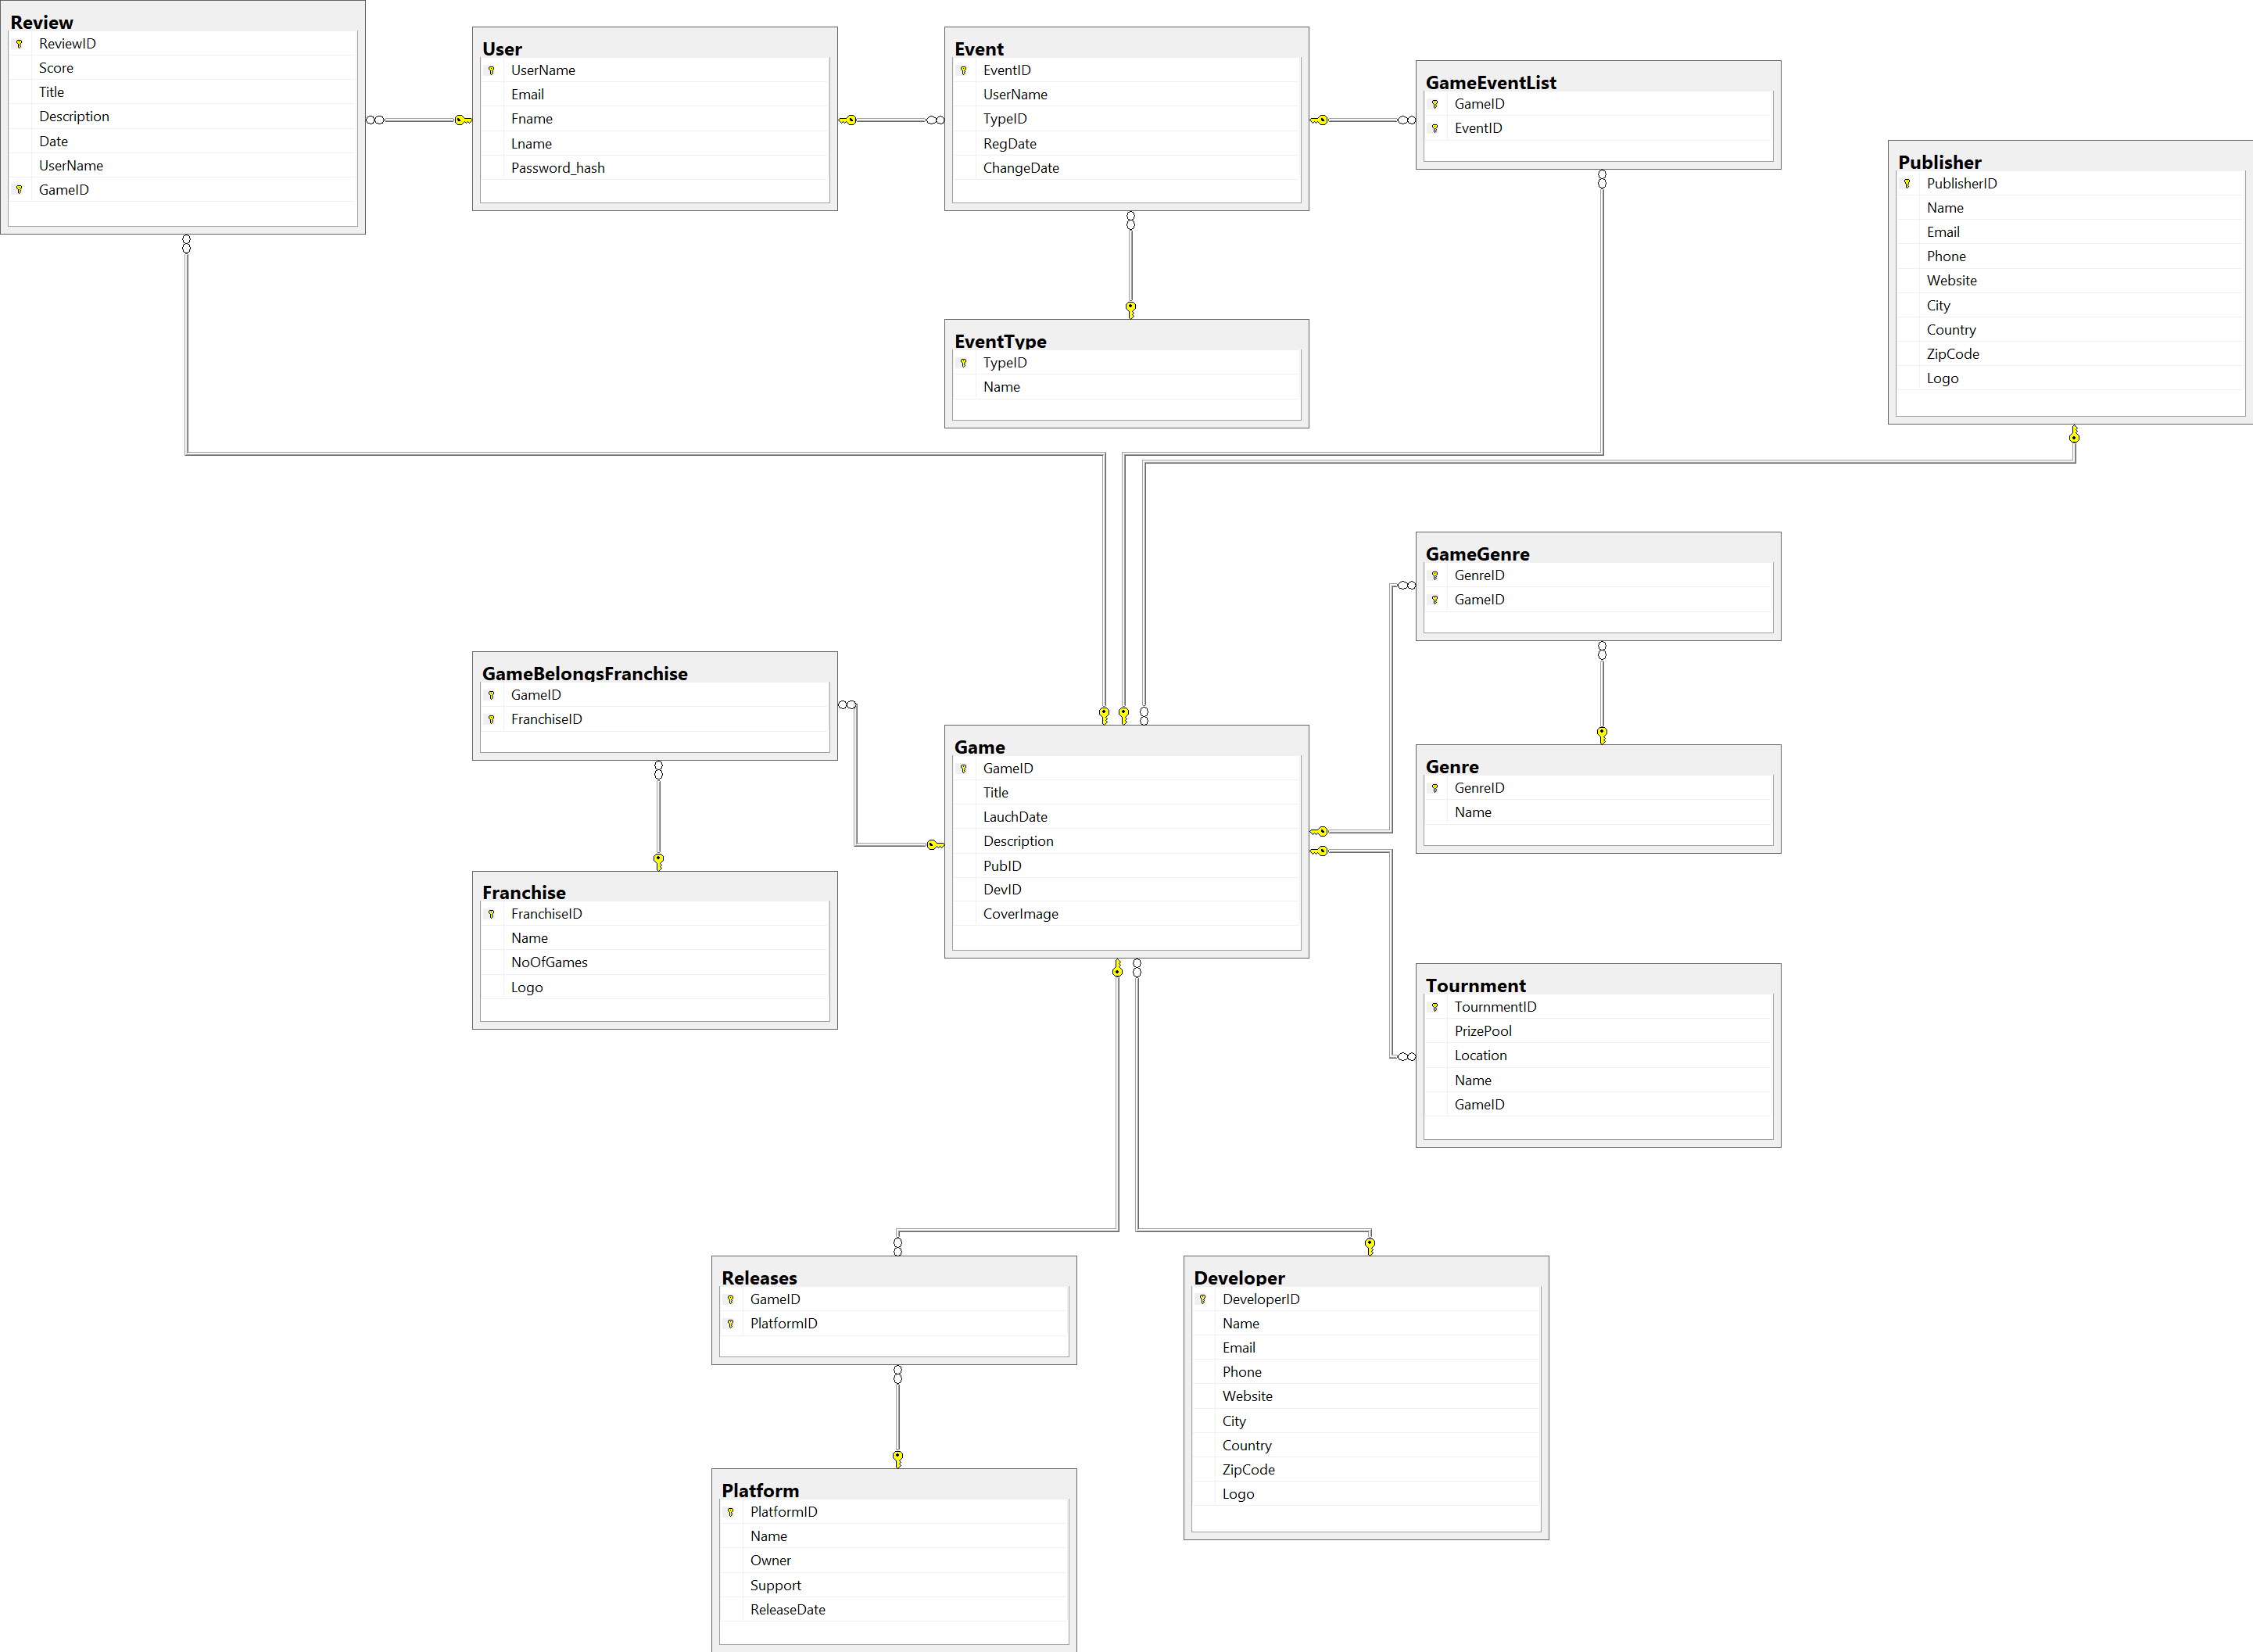 Review
ReviewID
Score
Title
Description
Date
UserName
GameID
User
UserName
Email
Fname
Lname
Password_hash
Event
EventID
UserName
TypeID
RegDate
ChangeDate
GameEventList
GameID
EventID
Publisher
PublisherID
Name
Email
Phone
Website
City
Country
ZipCode
Logo
EventType
TypeID
Name
GameGenre
GenreID
GameID
GameBelongsFranchise
GameID
FranchiseID
Game
GameID
Title
LauchDate
Description
PubID
DevID
CoverImage
Genre
GenreID
Name
Franchise
FranchiseID
Name
NoOfGames
Logo
Tournment
TournmentID
PrizePool
Location
Name
GameID
Releases
GameID
PlatformID
Developer
DeveloperID
Name
Email
Phone
Website
City
Country
ZipCode
Logo
Platform
PlatformID
Name
Owner
Support
ReleaseDate